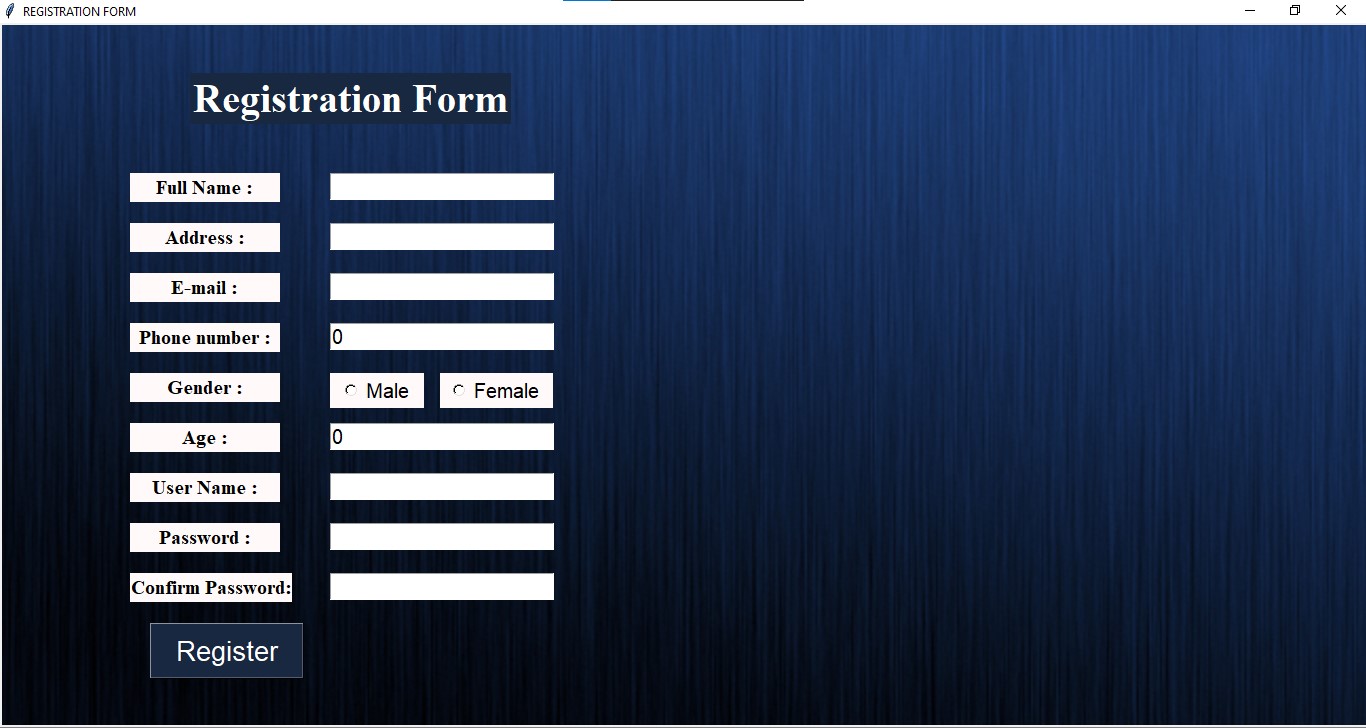 REGISTRATION FORM
Registration Form
Full Name :
Address :
E-mail :
Phone number : 0
Gender : Male Female
Age : 0
User Name :
Password :
Confirm Password:
Register